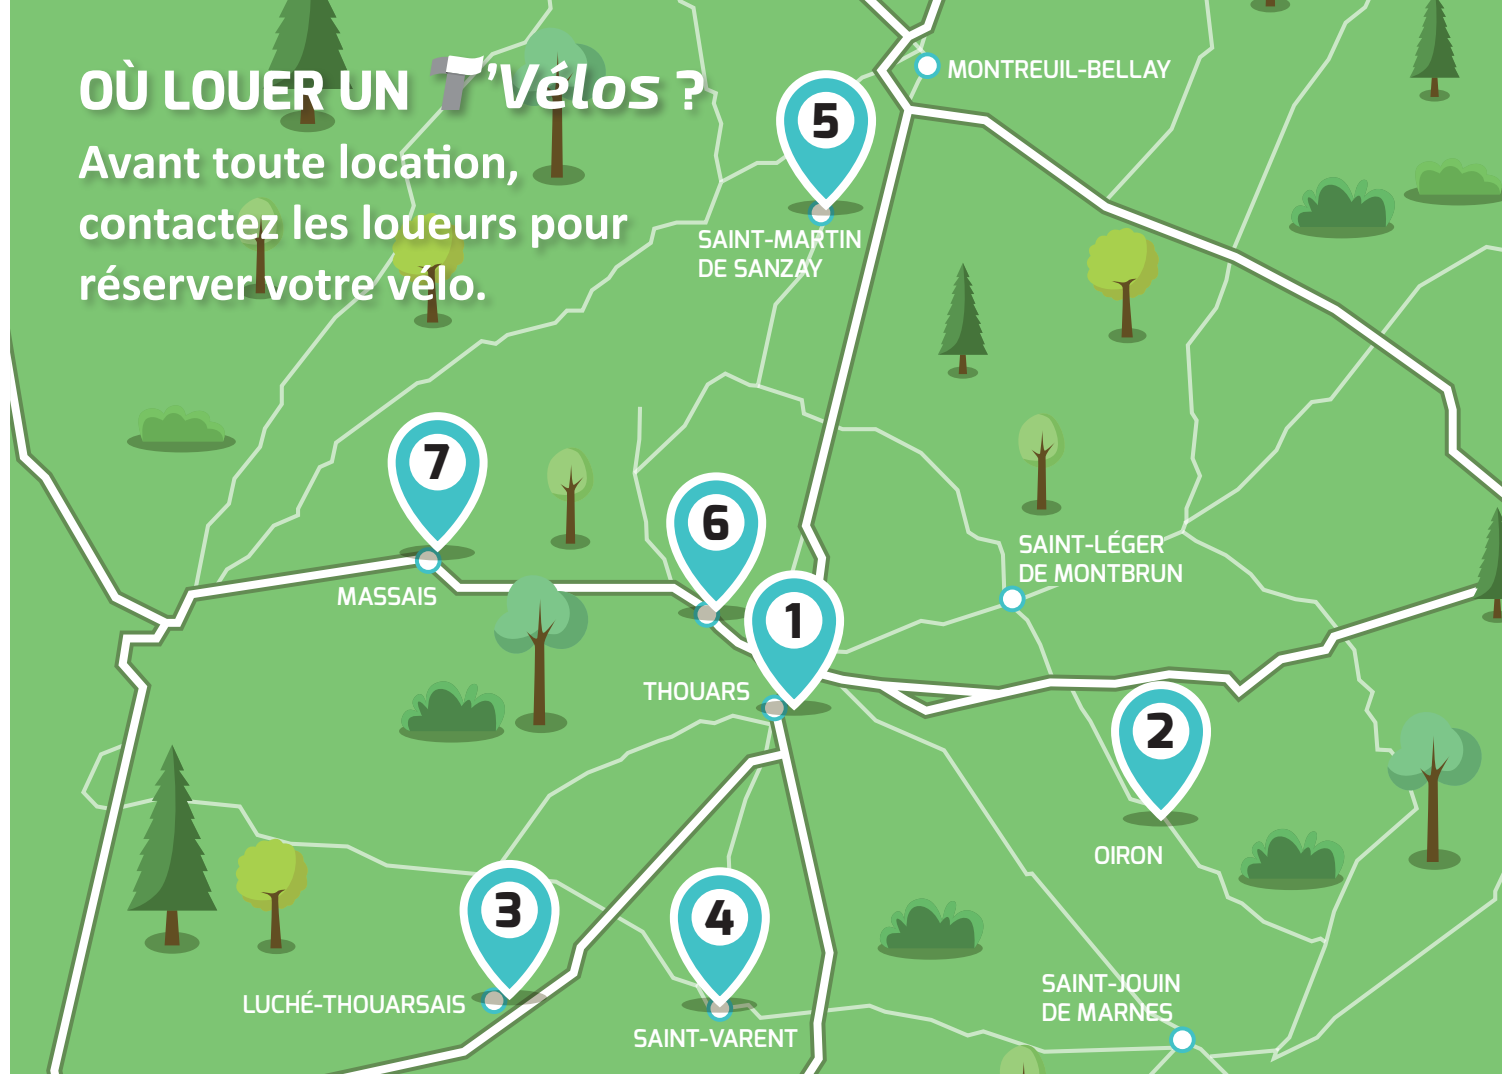 OÙ LOUER UN T'Vélos ?
Avant toute location,
contactez les loueurs pour
réserver votre vélo.
MONTREUIL-BELLAY
5
SAINT-MARTIN
DE SANZAY
7
MASSAIS
6
SAINT-LÉGER
DE MONTBRUN
1
THOUARS
2
OIRON
3
LUCHÉ-THOUARSAIS
4
SAINT-VARENT
SAINT-JOUIN
DE MARNES